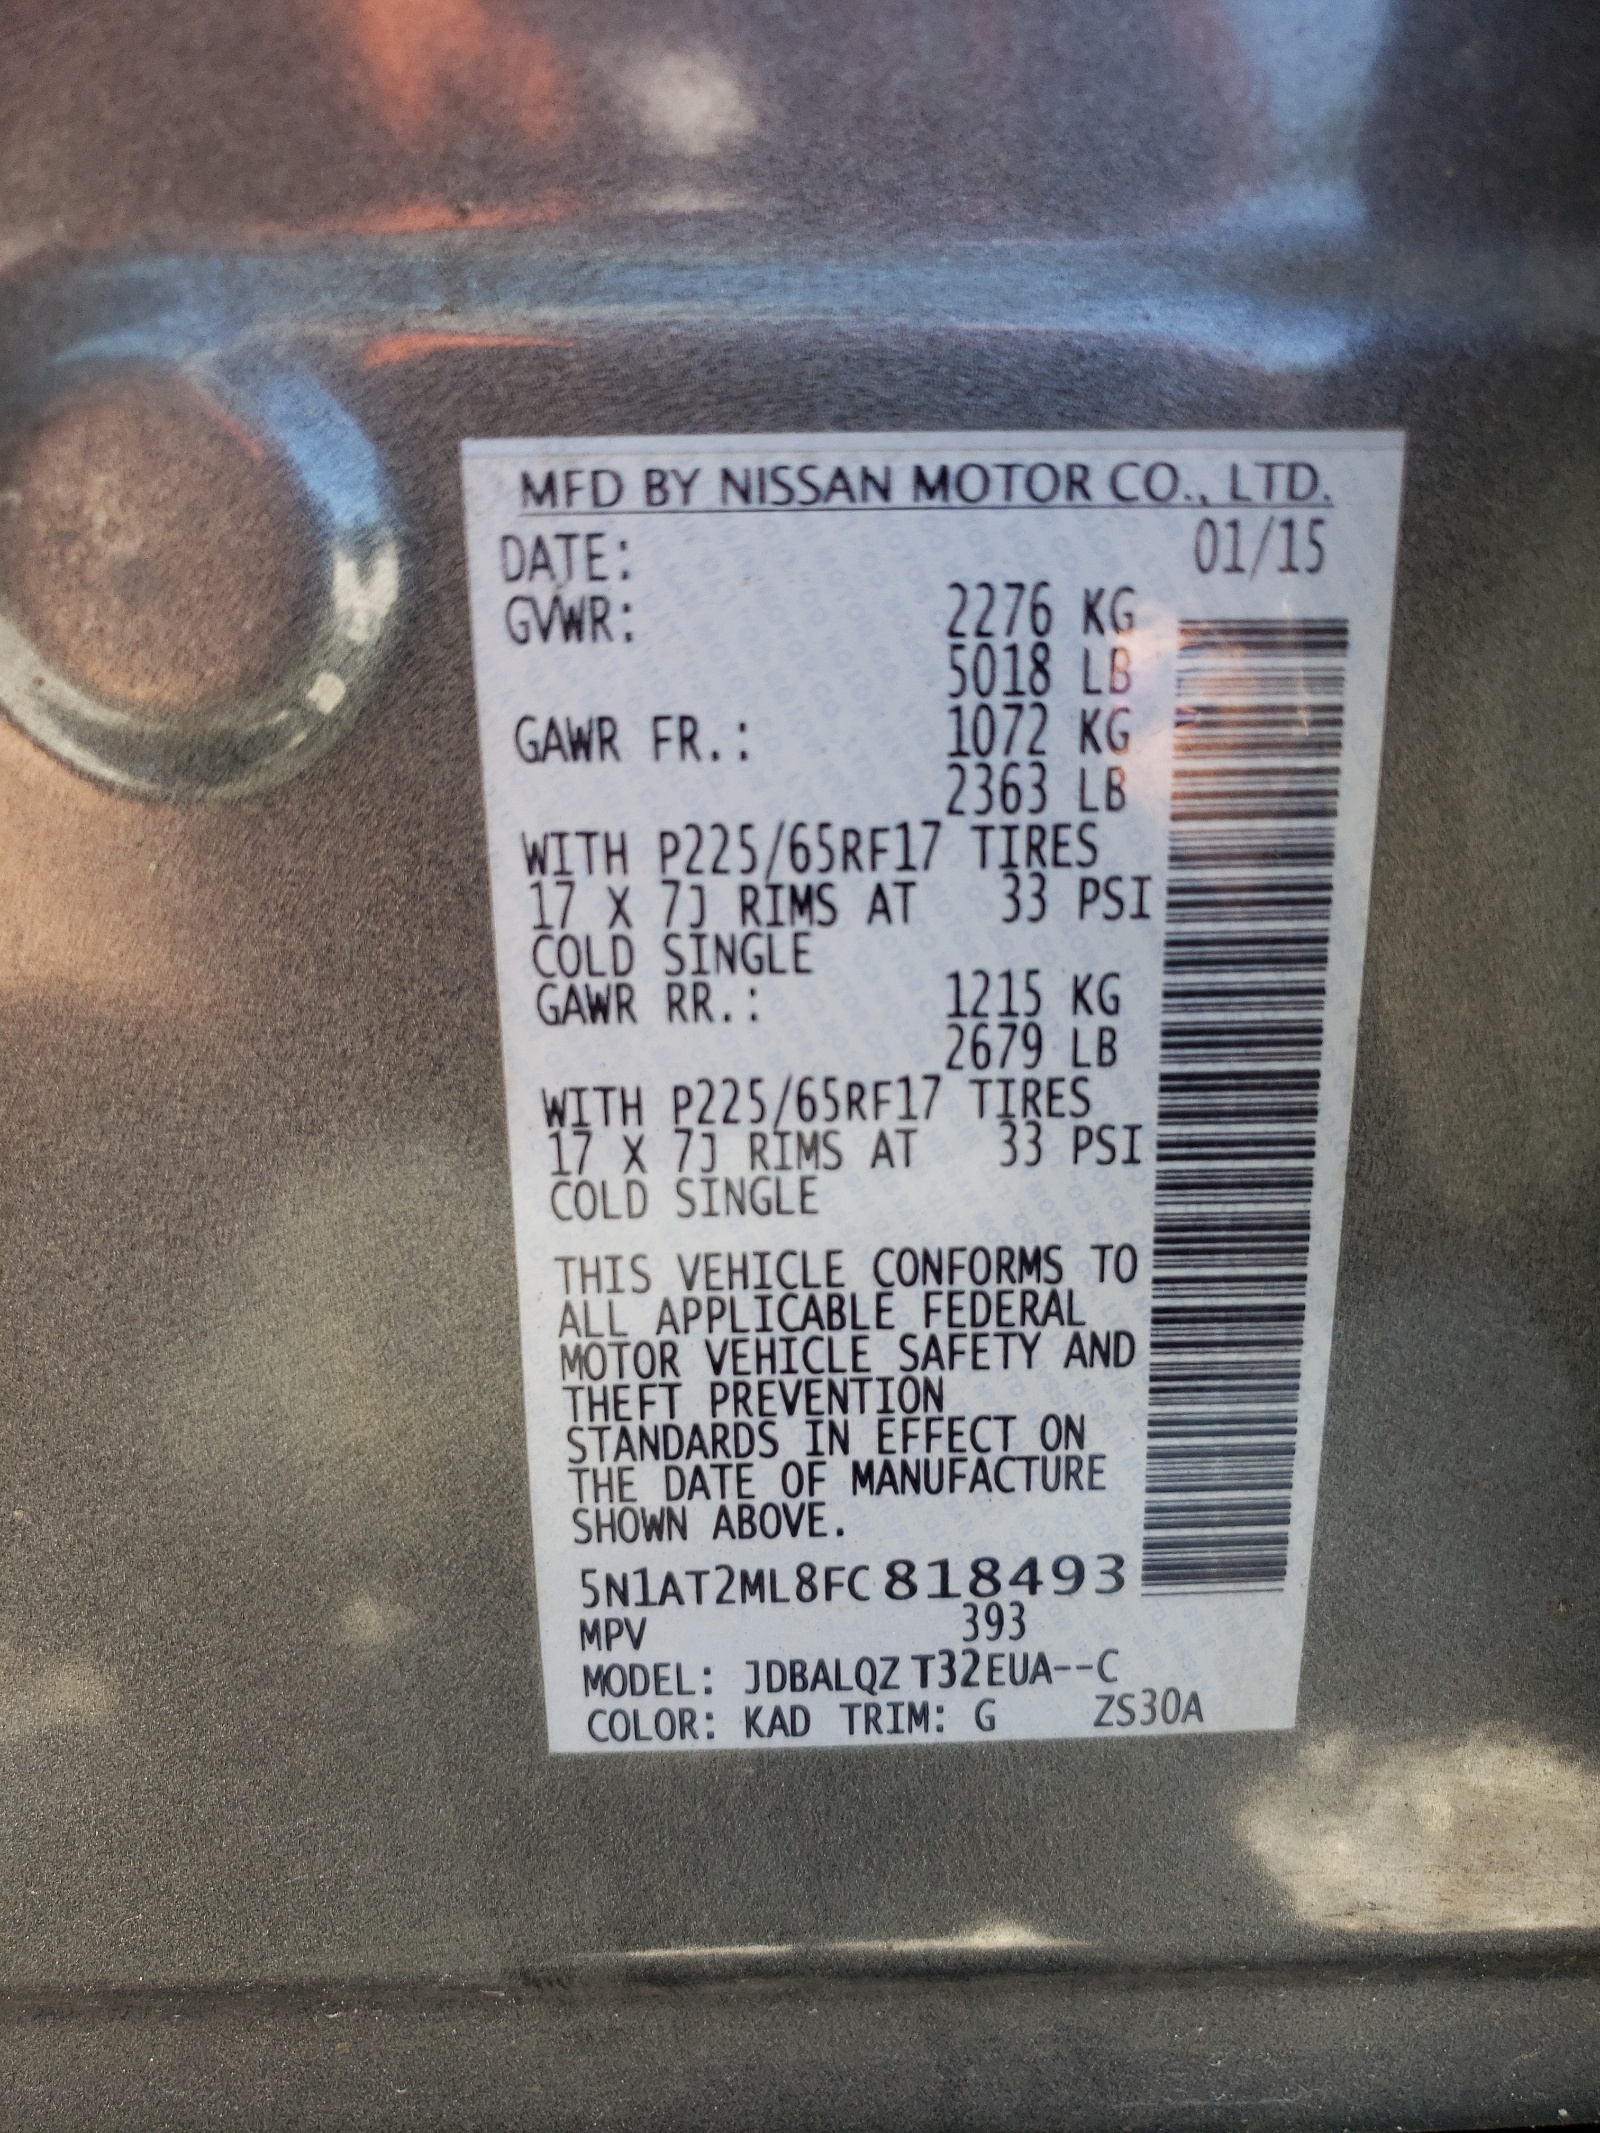 MFD BY NISSAN MOTOR CO., LTD.
DATE: 01/15
GVWR: 2276 KG
5018 LB
GAWR FR.: 1072 KG
2363 LB
WITH P225/65RF17 TIRES
17 X 7J RIMS AT 33 PSI
COLD SINGLE
GAWR RR.: 1215 KG
2679 LB
WITH P225/65RF17 TIRES
17 X 7J RIMS AT 33 PSI
COLD SINGLE
THIS VEHICLE CONFORMS TO
ALL APPLICABLE FEDERAL
MOTOR VEHICLE SAFETY AND
THEFT PREVENTION
STANDARDS IN EFFECT ON
THE DATE OF MANUFACTURE
SHOWN ABOVE.
5N1AT2ML8FC818493
MPV 393
MODEL: JDBALQZ T32EUA--C
COLOR: KAD TRIM: G ZS30A